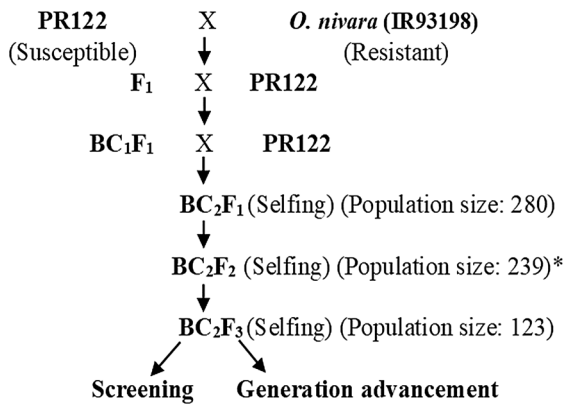 PR122 X O. nivara (IR93198)
(Susceptible) (Resistant)
F₁ X PR122
BC₁F₁ X PR122
BC₂F₁ (Selfing) (Population size: 280)
BC₂F₂ (Selfing) (Population size: 239)*
BC₂F₃ (Selfing) (Population size: 123)
Screening Generation advancement